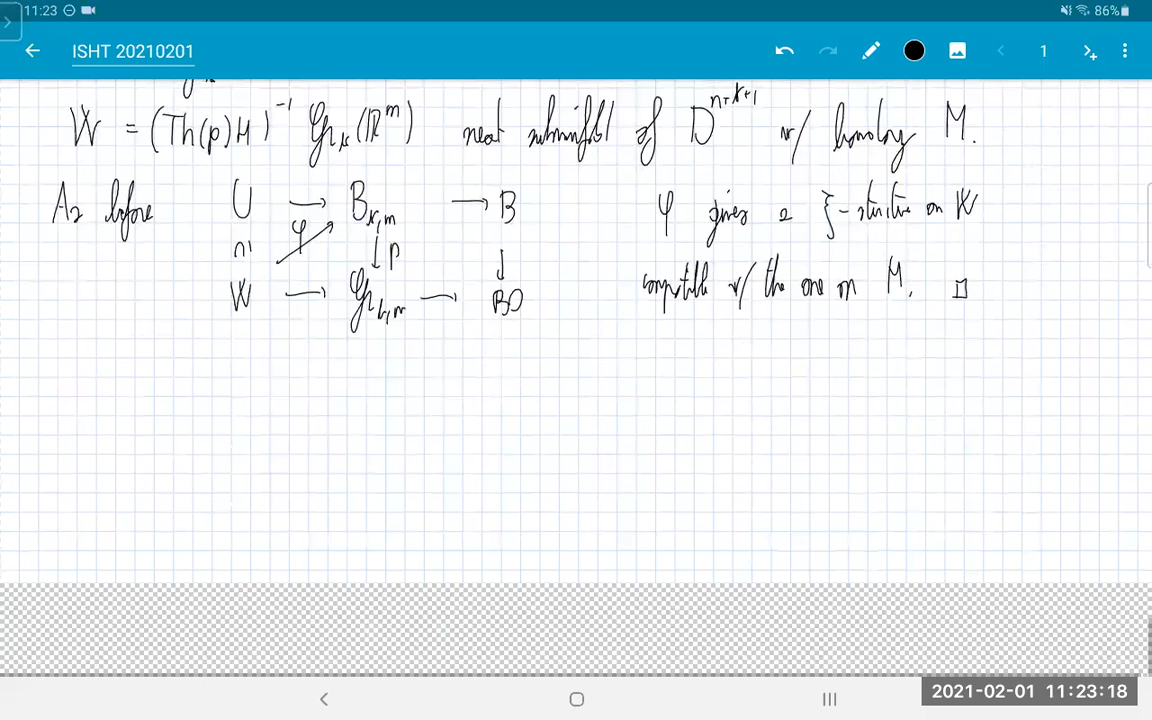 11:23 86%
ISHT 20210201 1
W = (Th(p)H)⁻¹ Gr_k(ℝ^m) neat submfld of D^{n+k+1} w/ boundary M.
As before U → B_{k,m} → B φ gives a ξ-structure on W
∩ φ ↓ p ↓
W → Gr_{k,m} → BO compatible w/ the one on M. □
2021-02-01 11:23:18